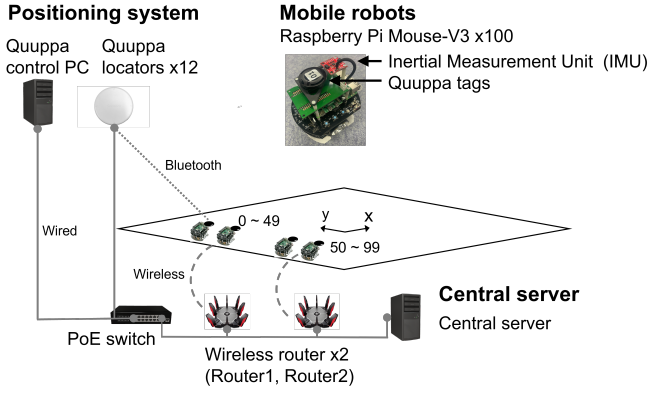 Positioning system
Mobile robots
Raspberry Pi Mouse-V3 x100
Quuppa
control PC
Quuppa
locators x12
Inertial Measurement Unit (IMU)
Quuppa tags
Bluetooth
0 ~ 49
y
x
50 ~ 99
Wired
Wireless
Central server
Central server
PoE switch
Wireless router x2
(Router1, Router2)